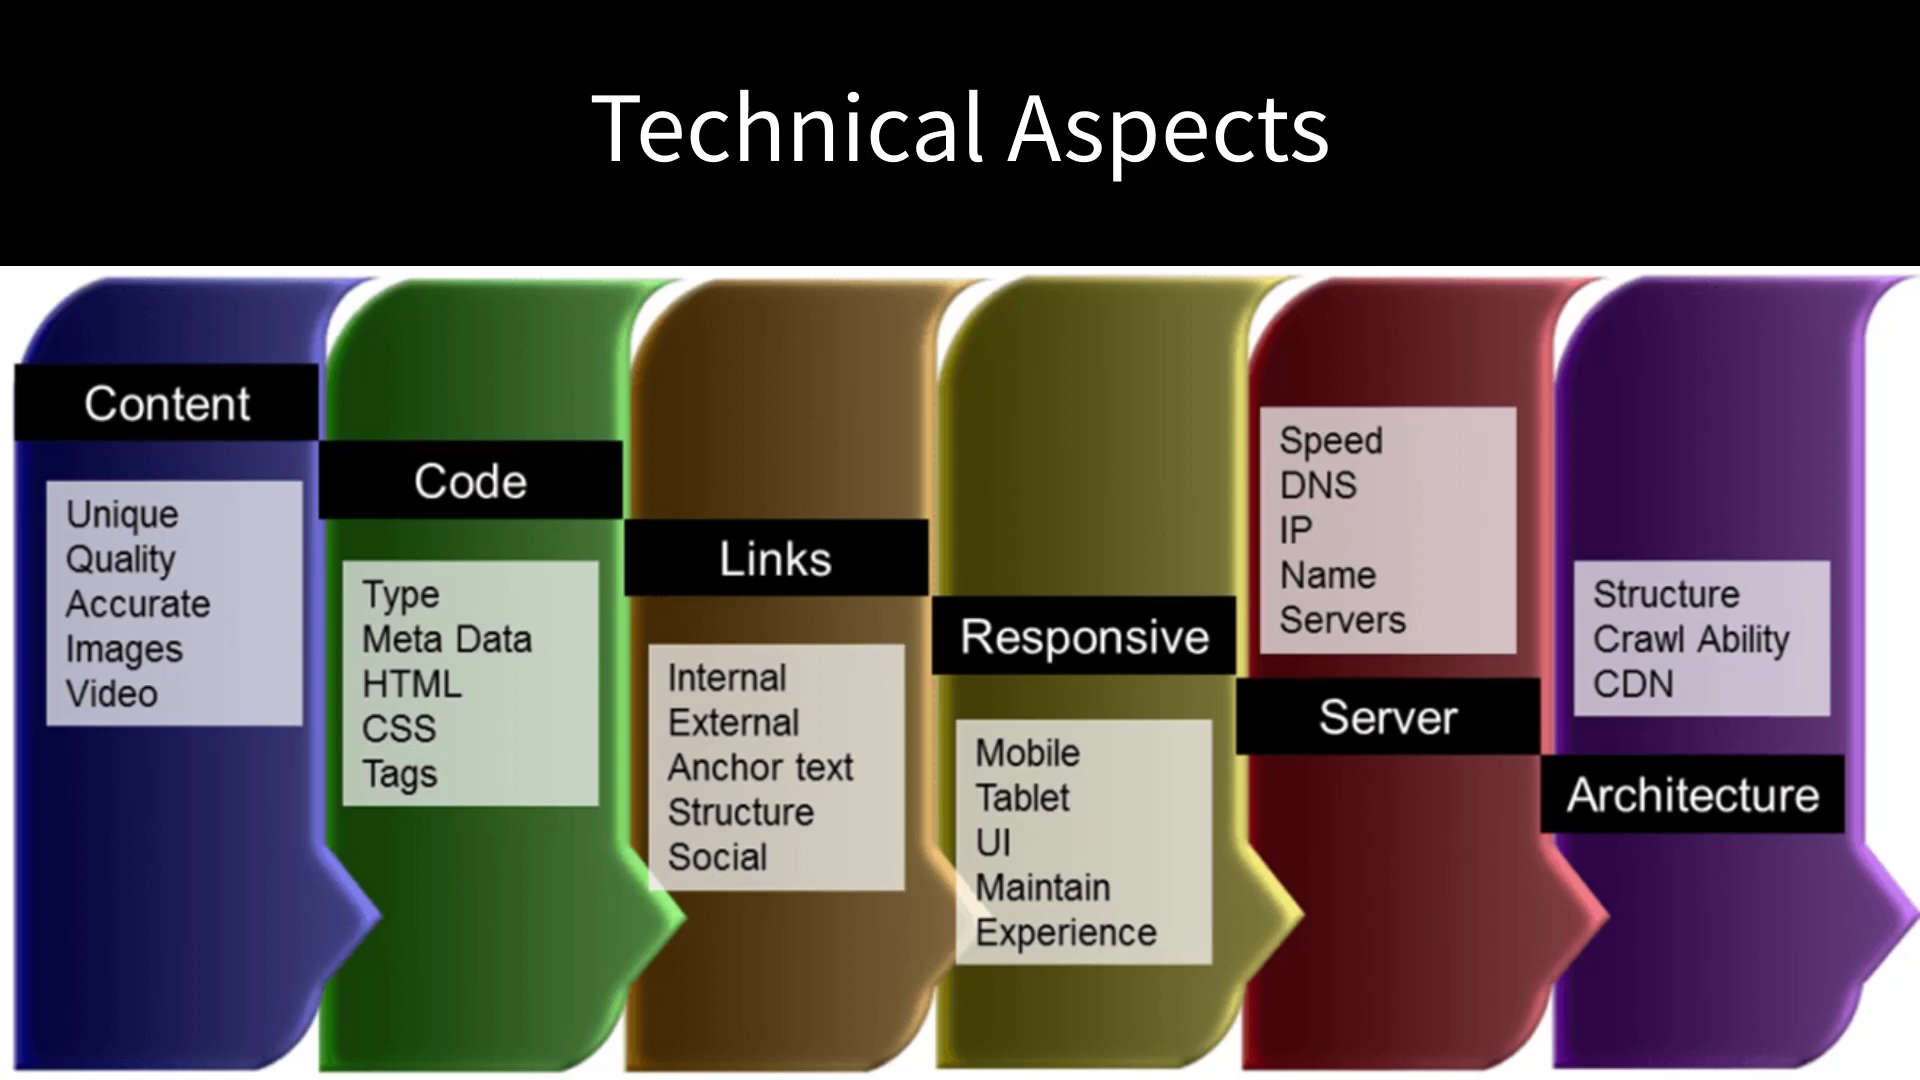 Technical Aspects
Content
Unique
Quality
Accurate
Images
Video
Code
Type
Meta Data
HTML
CSS
Tags
Links
Internal
External
Anchor text
Structure
Social
Responsive
Mobile
Tablet
UI
Maintain
Experience
Speed
DNS
IP
Name
Servers
Server
Structure
Crawl Ability
CDN
Architecture